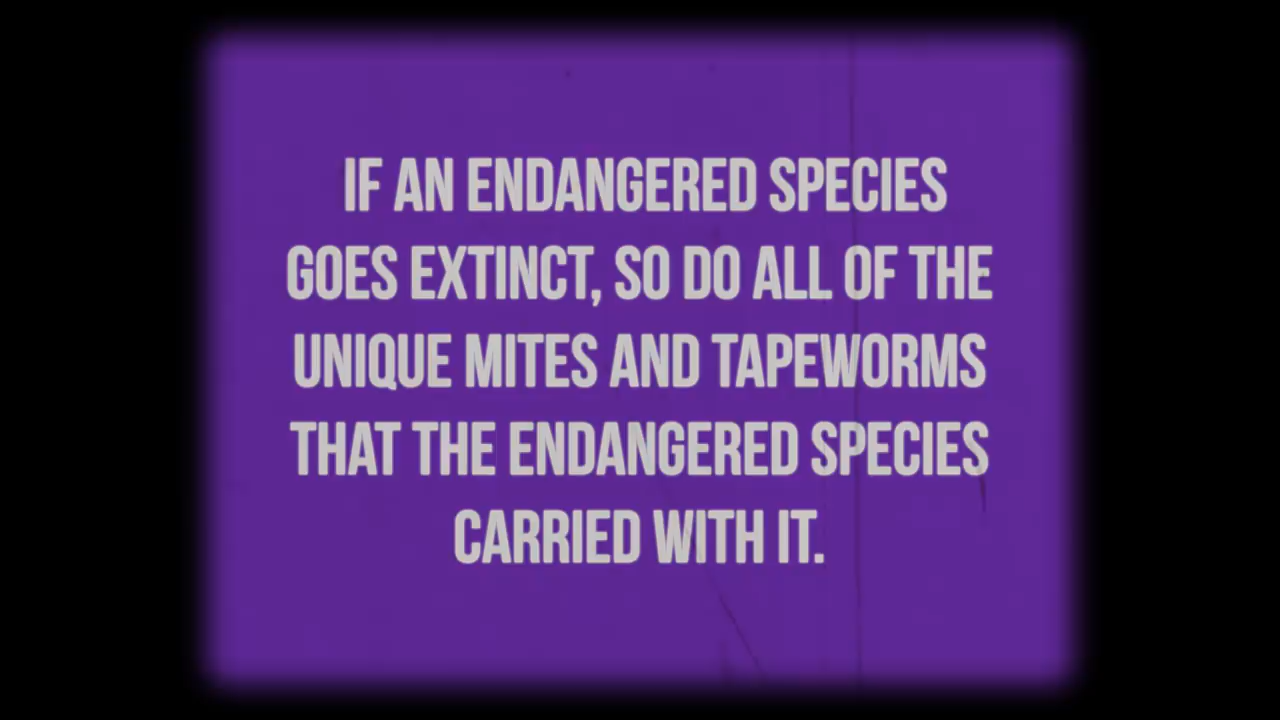 IF AN ENDANGERED SPECIES
GOES EXTINCT, SO DO ALL OF THE
UNIQUE MITES AND TAPEWORMS
THAT THE ENDANGERED SPECIES
CARRIED WITH IT.